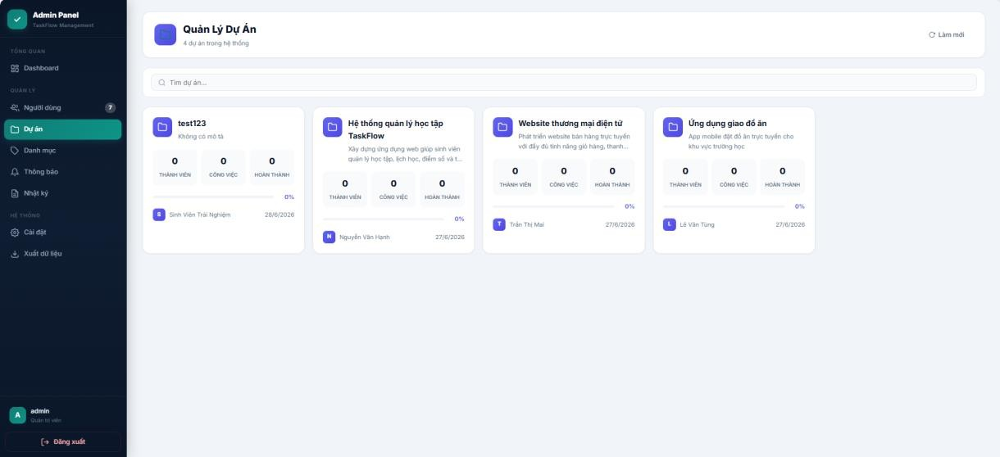 Admin Panel
TaskFlow Management
TỔNG QUAN
Dashboard
QUẢN LÝ
Người dùng 7
Dự án
Danh mục
Thông báo
Nhật ký
HỆ THỐNG
Cài đặt
Xuất dữ liệu
A
admin
Quản trị viên
Đăng xuất
Quản Lý Dự Án
4 dự án trong hệ thống
Làm mới
Tìm dự án...
test123
Không có mô tả
0 0 0
THÀNH VIÊN CÔNG VIỆC HOÀN THÀNH
0%
S Sinh Viên Trải Nghiệm 28/6/2026
Hệ thống quản lý học tập
TaskFlow
Xây dựng ứng dụng web giúp sinh viên
quản lý học tập, lịch học, điểm số và t...
0 0 0
THÀNH VIÊN CÔNG VIỆC HOÀN THÀNH
0%
N Nguyễn Văn Hạnh 27/6/2026
Website thương mại điện tử
Phát triển website bán hàng trực tuyến
với đầy đủ tính năng giỏ hàng, thanh...
0 0 0
THÀNH VIÊN CÔNG VIỆC HOÀN THÀNH
0%
T Trần Thị Mai 27/6/2026
Ứng dụng giao đồ ăn
App mobile đặt đồ ăn trực tuyến cho
khu vực trường học
0 0 0
THÀNH VIÊN CÔNG VIỆC HOÀN THÀNH
0%
L Lê Văn Tùng 27/6/2026